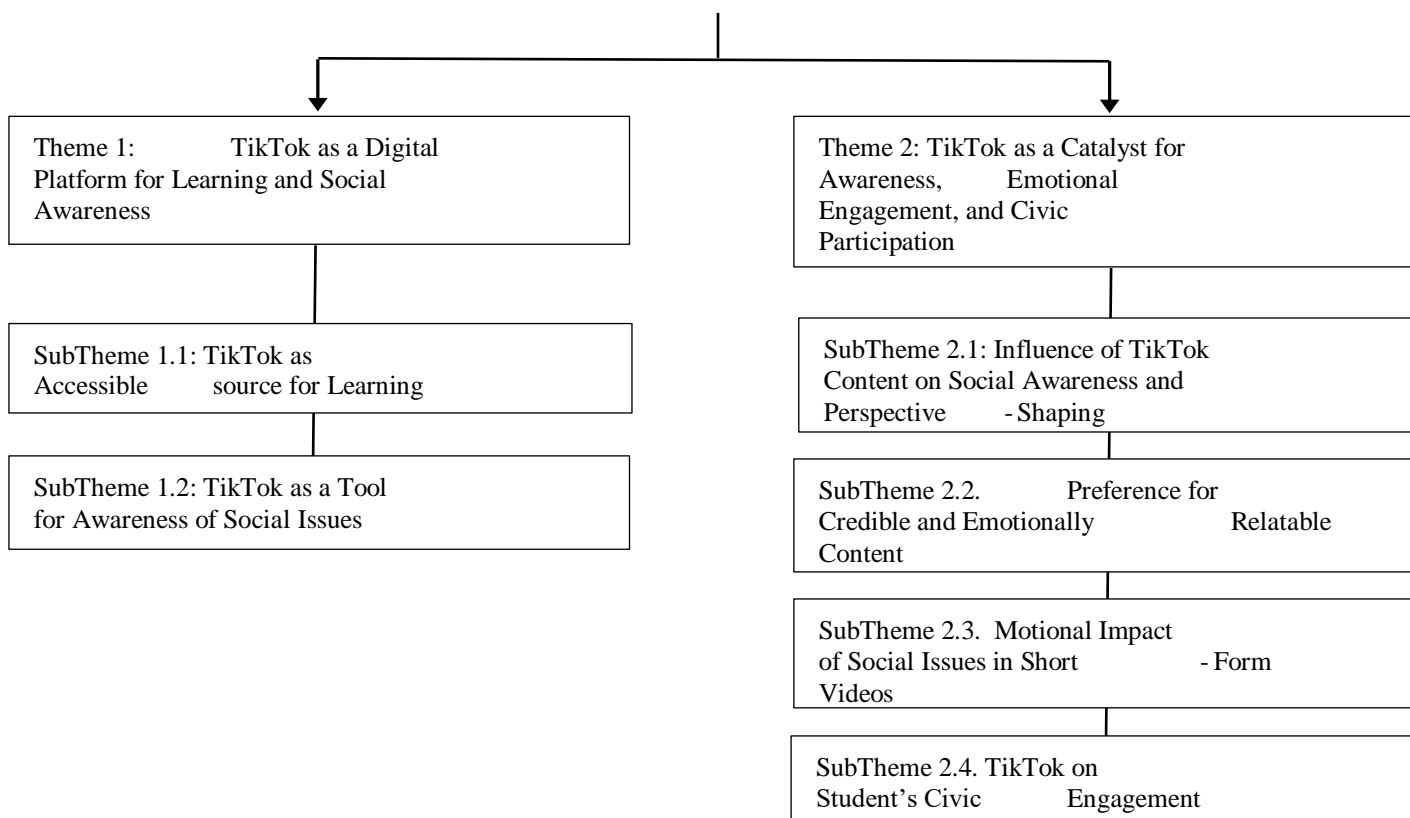 Theme 1: TikTok as a Digital
Platform for Learning and Social
Awareness
SubTheme 1.1: TikTok as
Accessible source for Learning
SubTheme 1.2: TikTok as a Tool
for Awareness of Social Issues
Theme 2: TikTok as a Catalyst for
Awareness, Emotional
Engagement, and Civic
Participation
SubTheme 2.1: Influence of TikTok
Content on Social Awareness and
Perspective - Shaping
SubTheme 2.2. Preference for
Credible and Emotionally Relatable
Content
SubTheme 2.3. Motional Impact
of Social Issues in Short - Form
Videos
SubTheme 2.4. TikTok on
Student’s Civic Engagement